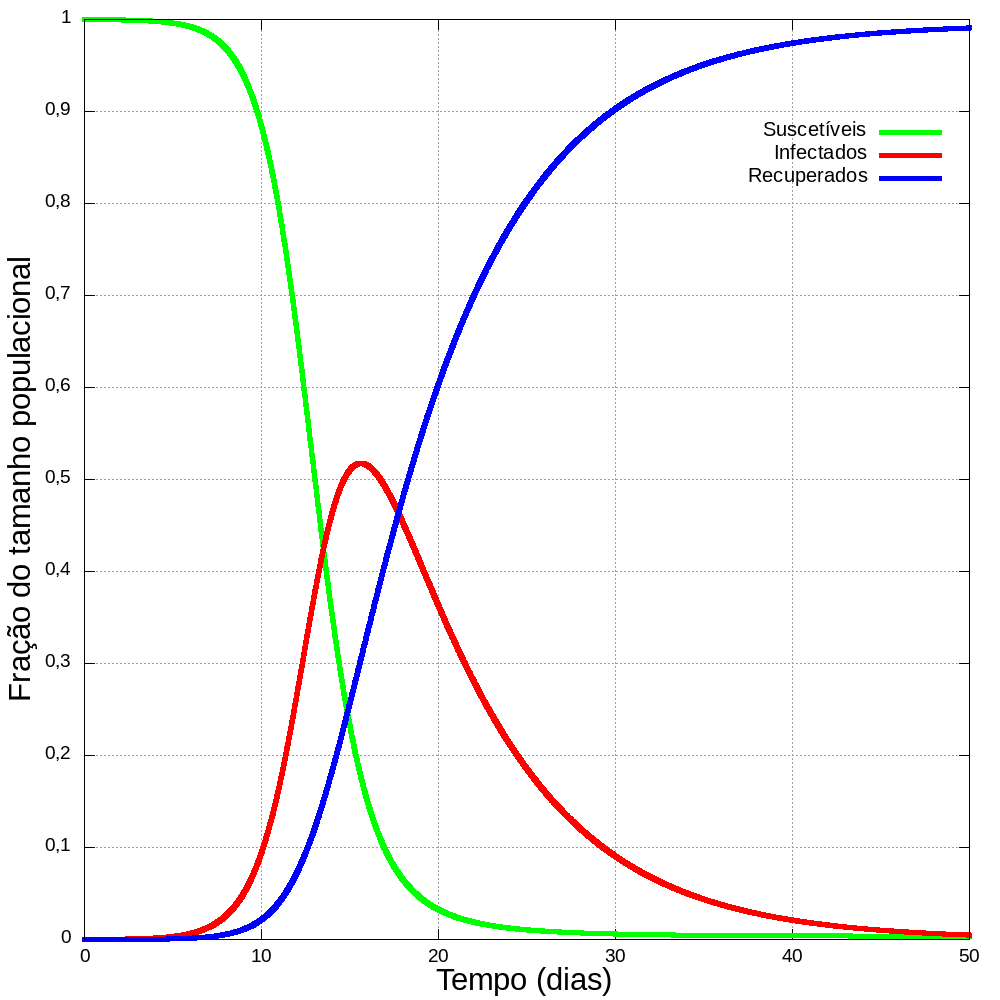 1
0,9
0,8
0,7
0,6
0,5
0,4
0,3
0,2
0,1
0
Fração do tamanho populacional
Suscetíveis
Infectados
Recuperados
0 10 20 30 40 50
Tempo (dias)